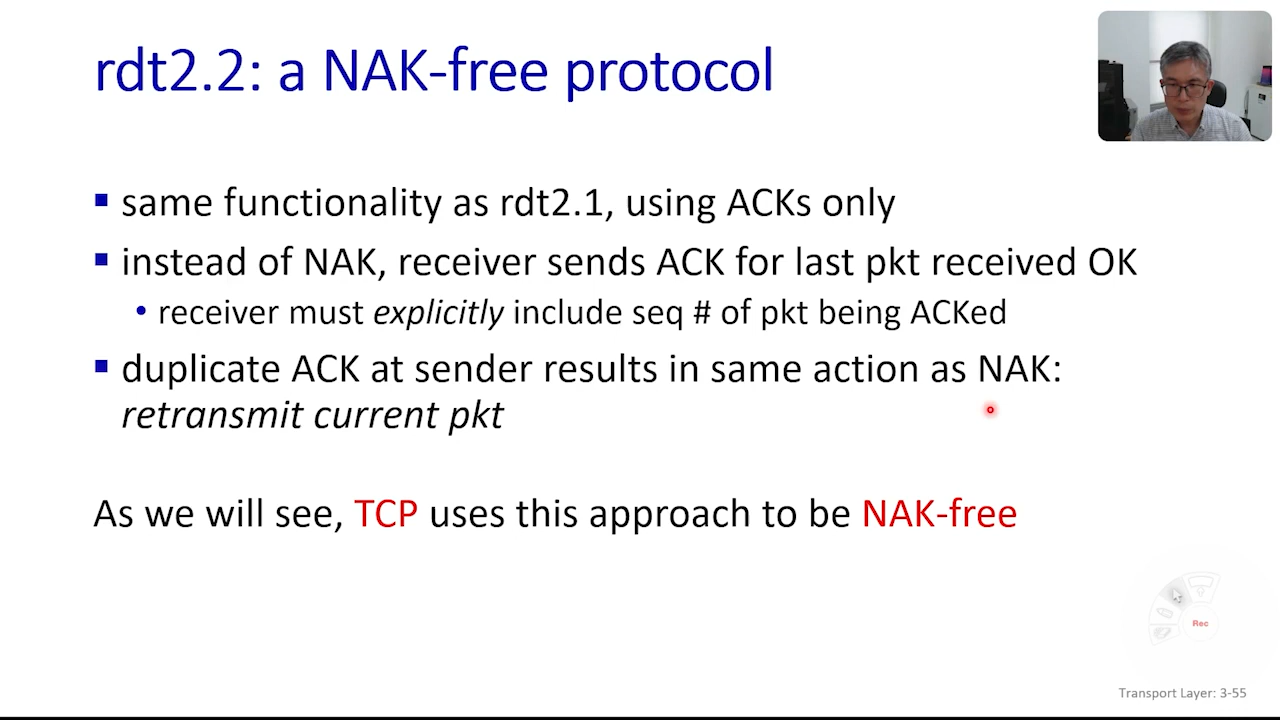 rdt2.2: a NAK-free protocol
same functionality as rdt2.1, using ACKs only
instead of NAK, receiver sends ACK for last pkt received OK
receiver must explicitly include seq # of pkt being ACKed
duplicate ACK at sender results in same action as NAK:
retransmit current pkt
As we will see, TCP uses this approach to be NAK-free
Rec
Transport Layer: 3-55